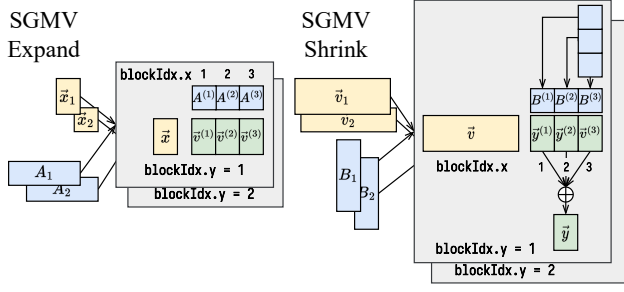 SGMV
Expand
blockIdx.x 1 2 3
x⃗₁
x⃗₂
A⁽¹⁾ A⁽²⁾ A⁽³⁾
x⃗
v⃗⁽¹⁾ v⃗⁽²⁾ v⃗⁽³⁾
A₁
A₂
blockIdx.y = 1
blockIdx.y = 2
SGMV
Shrink
v⃗₁
v₂
B⁽¹⁾ B⁽²⁾ B⁽³⁾
v⃗
y⃗⁽¹⁾ y⃗⁽²⁾ v⃗⁽³⁾
blockIdx.x
1 2 3
B₁
B₂
⊕
y⃗
blockIdx.y = 1
blockIdx.y = 2